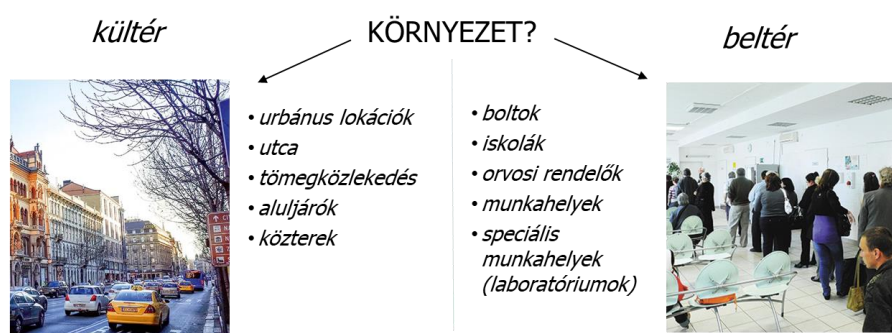 kültér
KÖRNYEZET?
beltér
• urbánus lokációk
• utca
• tömegközlekedés
• aluljárók
• közterek
• boltok
• iskolák
• orvosi rendelők
• munkahelyek
• speciális
munkahelyek
(laboratóriumok)